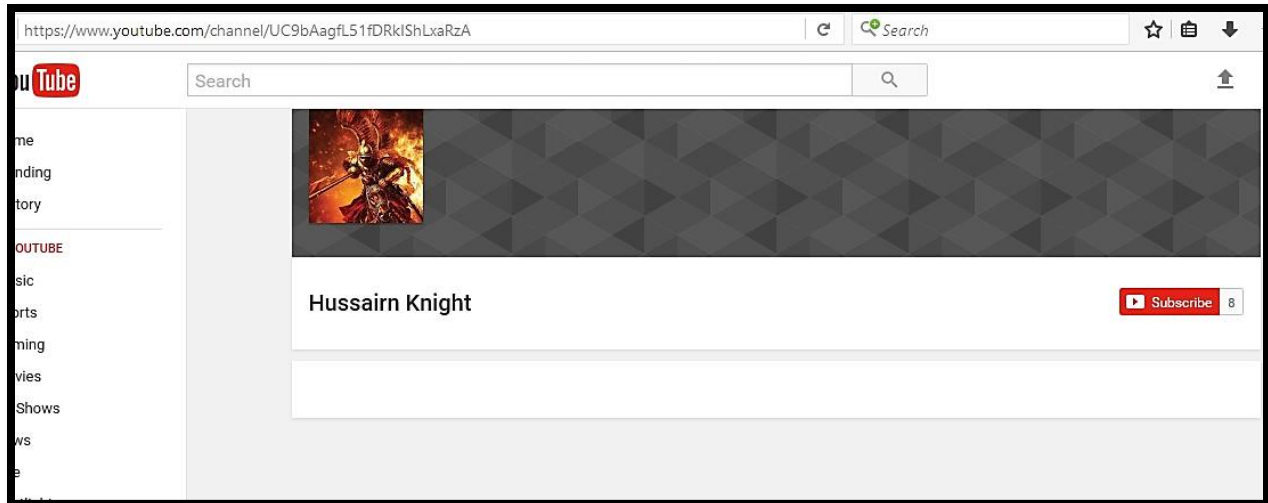 https://www.youtube.com/channel/UC9bAagfL51fDRkIShLxaRzA
Search
ou Tube
Search
me
nding
tory
OUTUBE
sic
orts
ming
vies
Shows
ws
e
Hussairn Knight
Subscribe 8